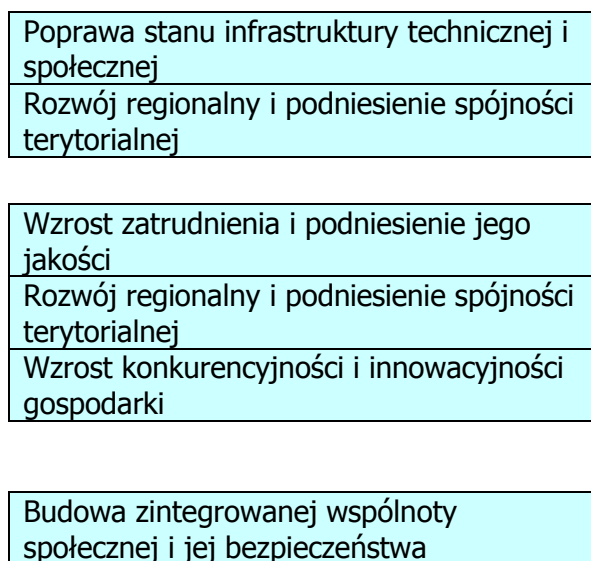 Poprawa stanu infrastruktury technicznej i
społecznej
Rozwój regionalny i podniesienie spójności
terytorialnej
Wzrost zatrudnienia i podniesienie jego
jakości
Rozwój regionalny i podniesienie spójności
terytorialnej
Wzrost konkurencyjności i innowacyjności
gospodarki
Budowa zintegrowanej wspólnoty
społecznej i jej bezpieczeństwa